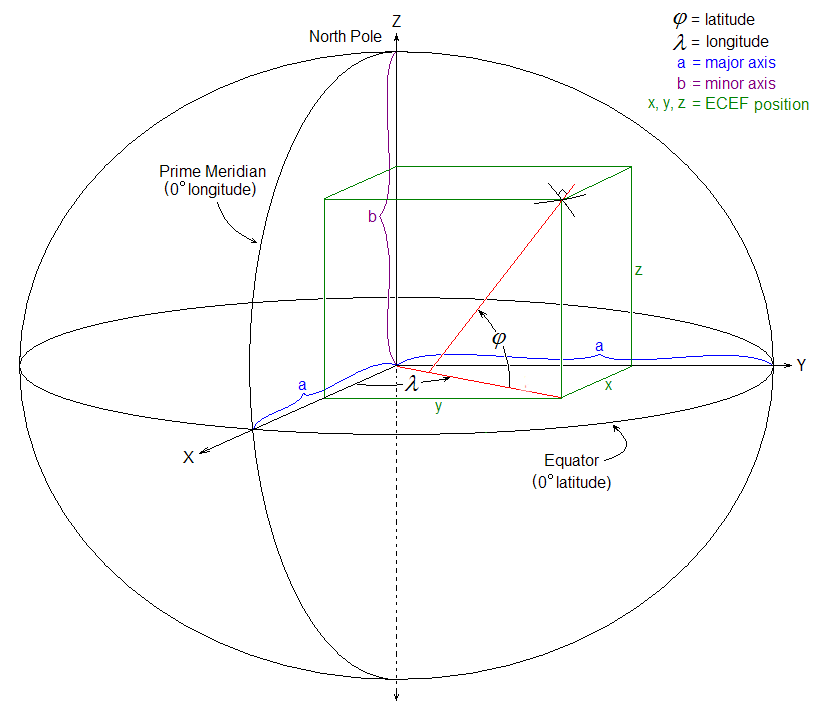 Z
North Pole
φ = latitude
λ = longitude
a = major axis
b = minor axis
x, y, z = ECEF position
Prime Meridian
(0° longitude)
b
z
φ
a
Y
a
λ
x
y
X
Equator
(0° latitude)